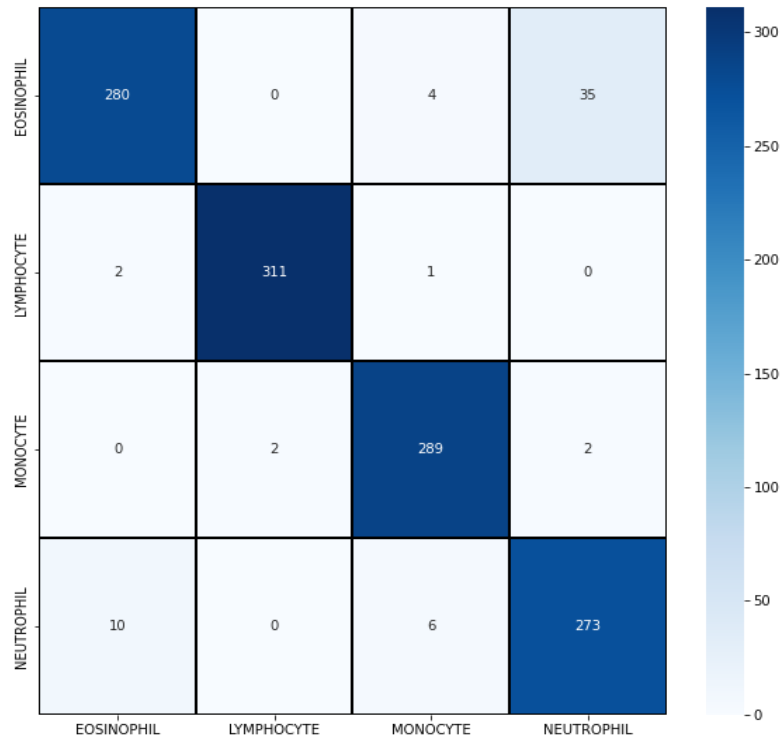 EOSINOPHIL 280 0 4 35
LYMPHOCYTE 2 311 1 0
MONOCYTE 0 2 289 2
NEUTROPHIL 10 0 6 273
EOSINOPHIL LYMPHOCYTE MONOCYTE NEUTROPHIL
300
250
200
150
100
50
0